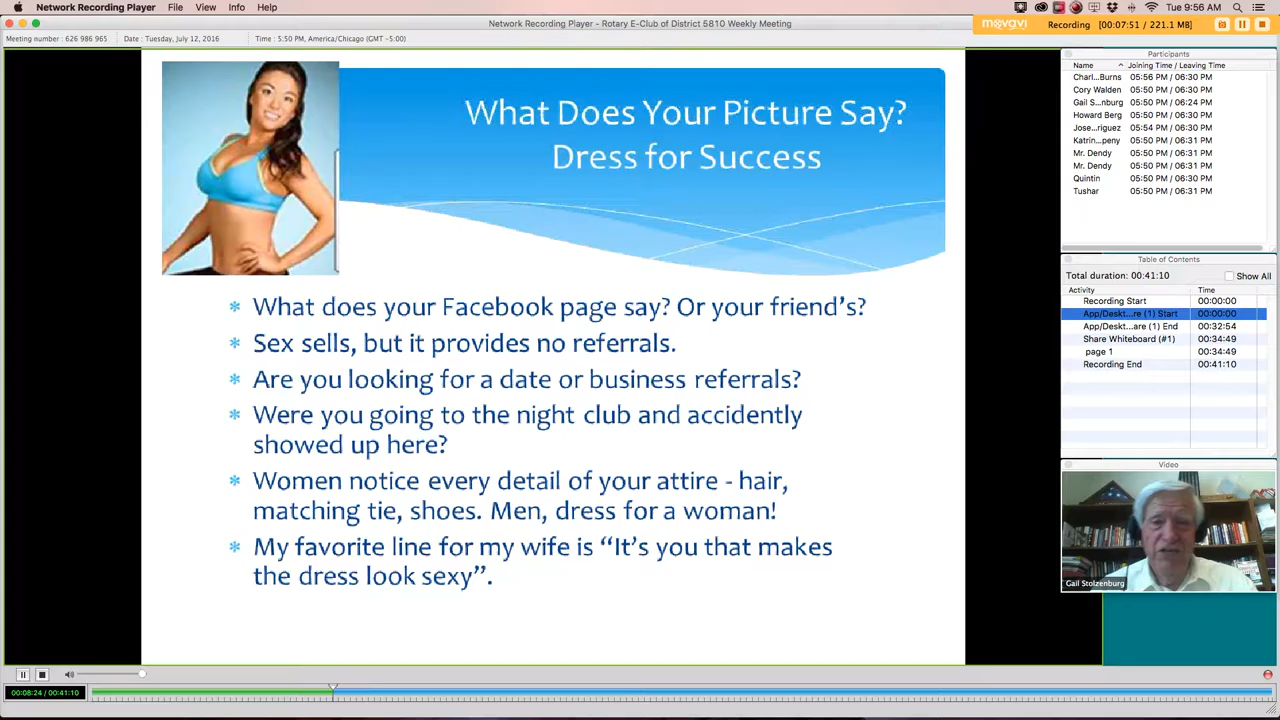 Network Recording Player File View Info Help
Tue 9:56 AM
Network Recording Player - Rotary E-Club of District 5810 Weekly Meeting
movavi Recording [00:07:51 / 221.1 MB]
Meeting number : 626 986 965 Date : Tuesday, July 12, 2016 Time : 5:50 PM, America/Chicago (GMT -5:00)
What Does Your Picture Say?
Dress for Success
* What does your Facebook page say? Or your friend's?
* Sex sells, but it provides no referrals.
* Are you looking for a date or business referrals?
* Were you going to the night club and accidently
showed up here?
* Women notice every detail of your attire - hair,
matching tie, shoes. Men, dress for a woman!
* My favorite line for my wife is “It's you that makes
the dress look sexy”.
Participants
Name Joining Time / Leaving Time
Charl...Burns 05:56 PM / 06:30 PM
Cory Walden 05:50 PM / 06:30 PM
Gail S...nburg 05:50 PM / 06:24 PM
Howard Berg 05:50 PM / 06:30 PM
Jose...riguez 05:54 PM / 06:30 PM
Katrin...peny 05:50 PM / 06:31 PM
Mr. Dendy 05:50 PM / 06:31 PM
Mr. Dendy 05:50 PM / 06:31 PM
Quintin 05:50 PM / 06:30 PM
Tushar 05:50 PM / 06:31 PM
Table of Contents
Total duration: 00:41:10 Show All
Activity Time
Recording Start 00:00:00
App/Deskt...re (1) Start 00:00:00
App/Deskt...are (1) End 00:32:54
Share Whiteboard (#1) 00:34:49
page 1 00:34:49
Recording End 00:41:10
Video
Gail Stolzenburg
00:08:24 / 00:41:10